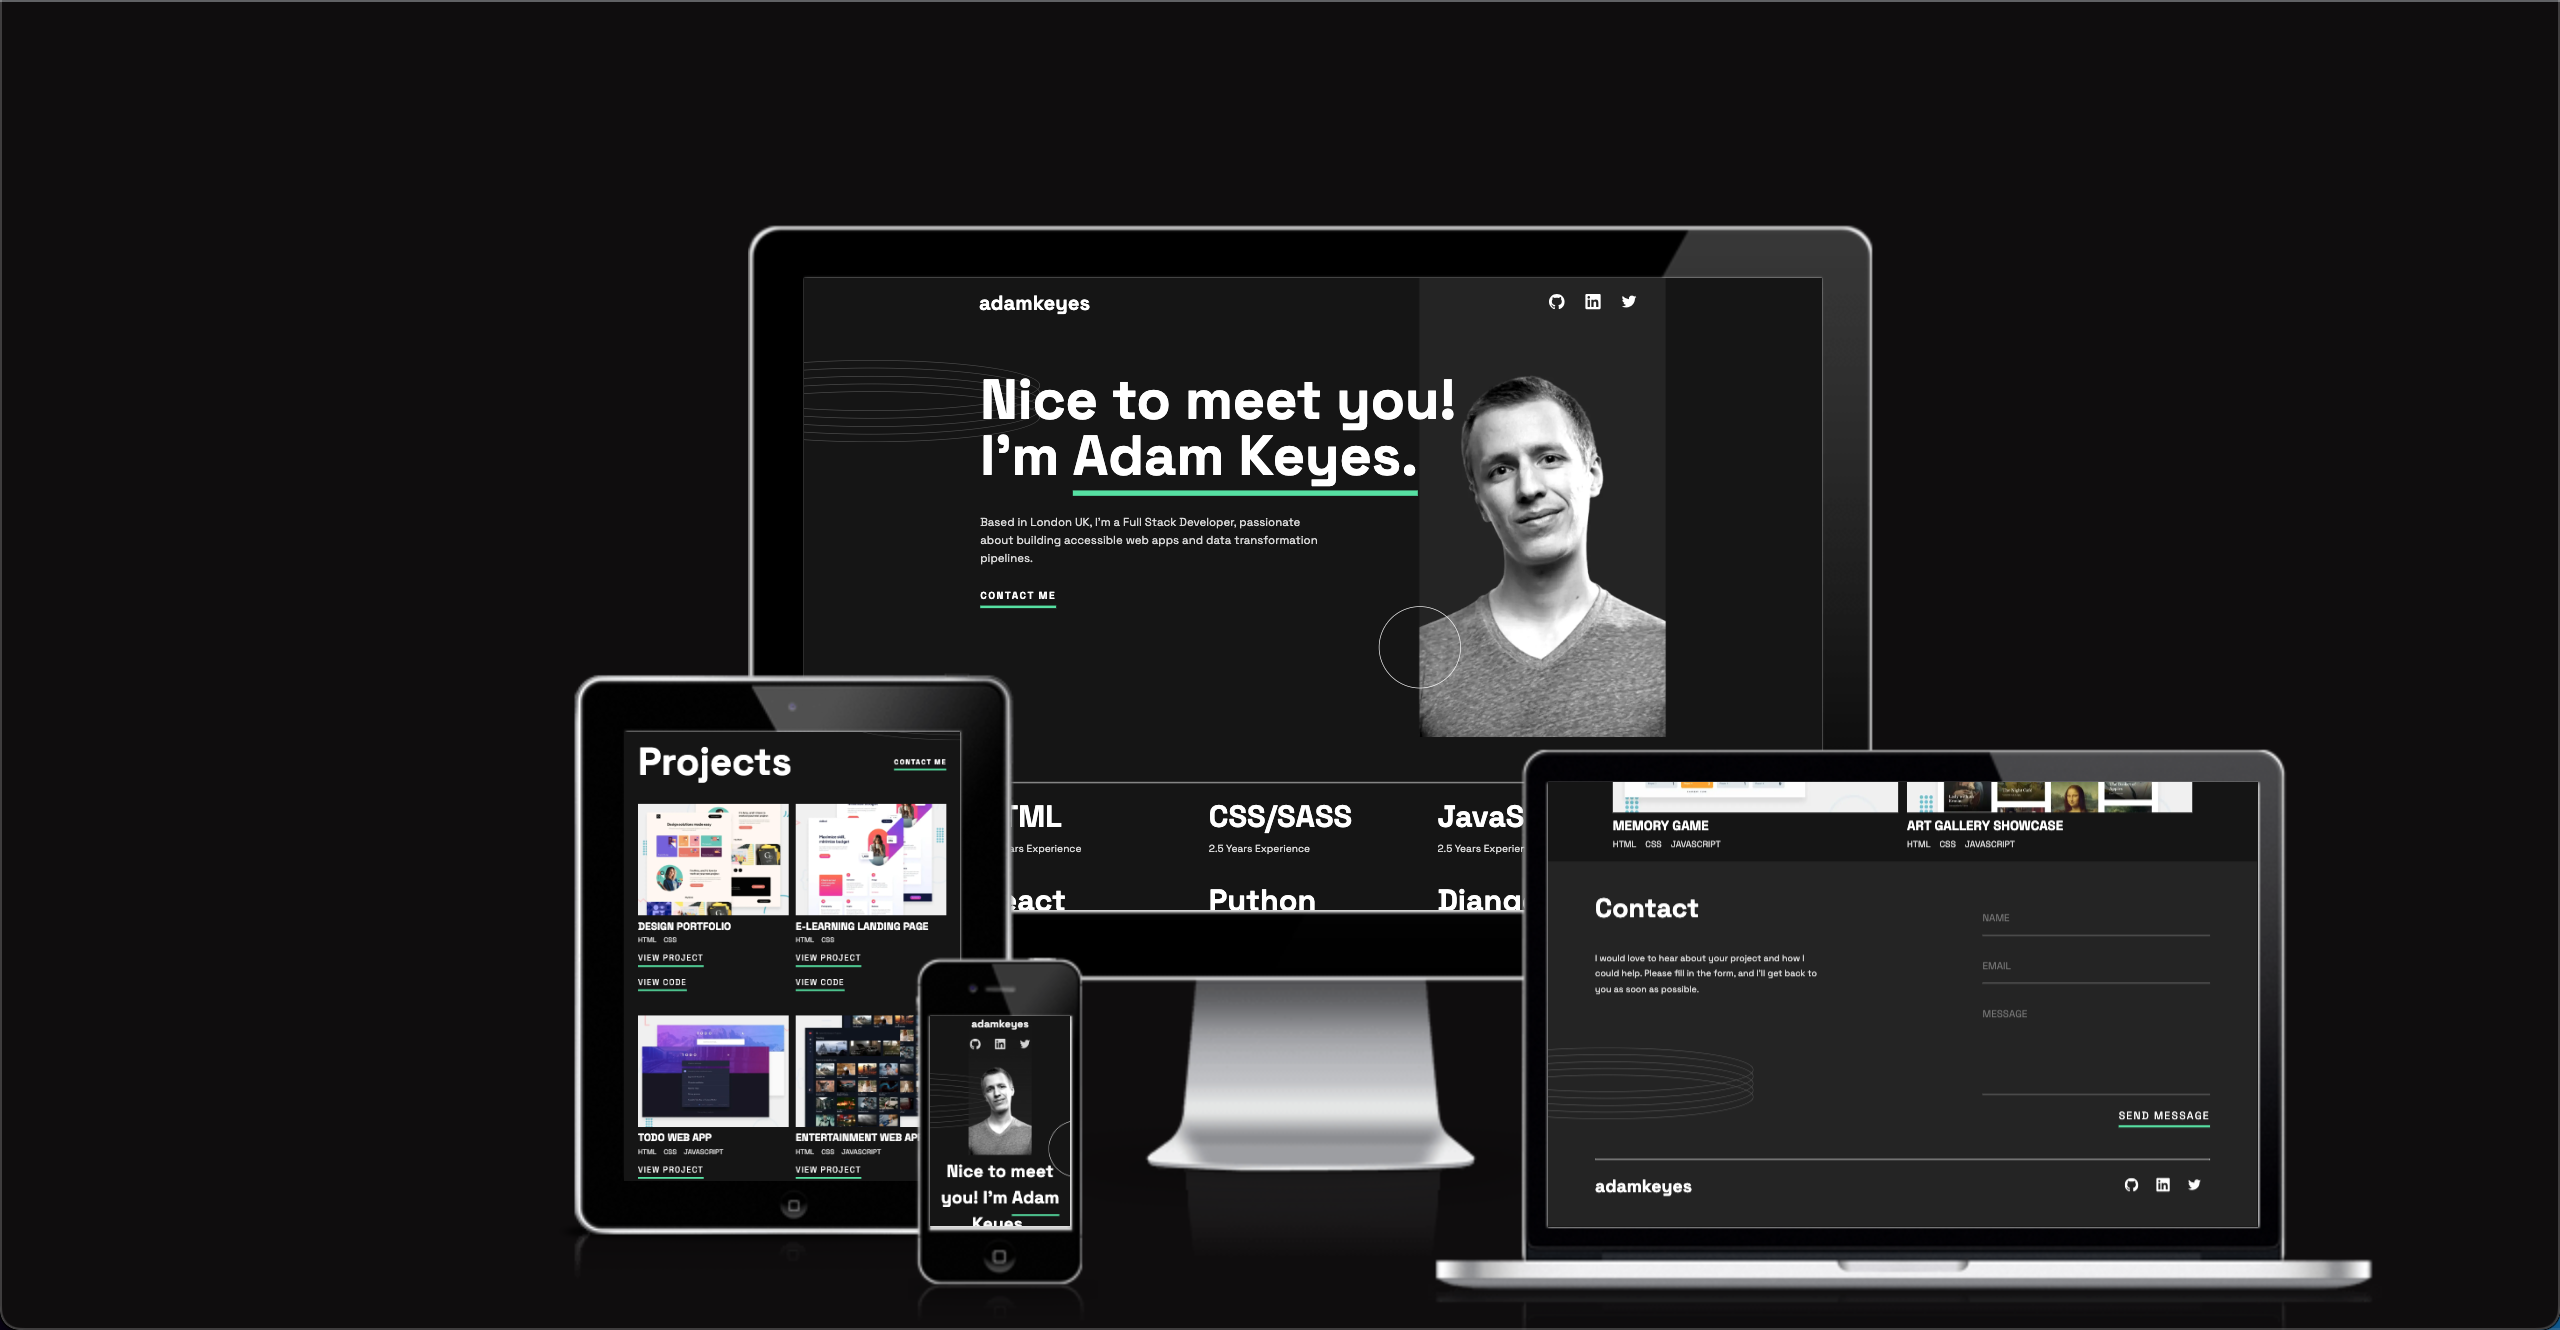 adamkeyes
Nice to meet you!
I'm Adam Keyes.
Based in London UK, I'm a Full Stack Developer, passionate
about building accessible web apps and data transformation
pipelines.
CONTACT ME
TML
CSS/SASS
JavaS
ars Experience
2.5 Years Experience
2.5 Years Experien
eact
Python
Djang
Projects
CONTACT ME
DESIGN PORTFOLIO
HTML CSS
VIEW PROJECT
VIEW CODE
E-LEARNING LANDING PAGE
HTML CSS
VIEW PROJECT
VIEW CODE
TODO WEB APP
HTML CSS JAVASCRIPT
VIEW PROJECT
ENTERTAINMENT WEB AP
HTML CSS JAVASCRIPT
VIEW PROJECT
adamkeyes
Nice to meet
you! I'm Adam
Keyes
MEMORY GAME
HTML CSS JAVASCRIPT
ART GALLERY SHOWCASE
HTML CSS JAVASCRIPT
Contact
I would love to hear about your project and how I
could help. Please fill in the form, and I'll get back to
you as soon as possible.
NAME
EMAIL
MESSAGE
SEND MESSAGE
adamkeyes